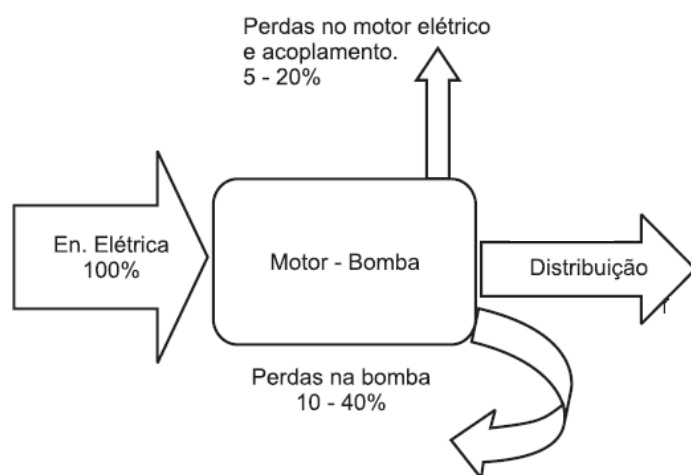 Perdas no motor elétrico
e acoplamento.
5 - 20%
En. Elétrica
100%
Motor - Bomba
Distribuição
Perdas na bomba
10 - 40%